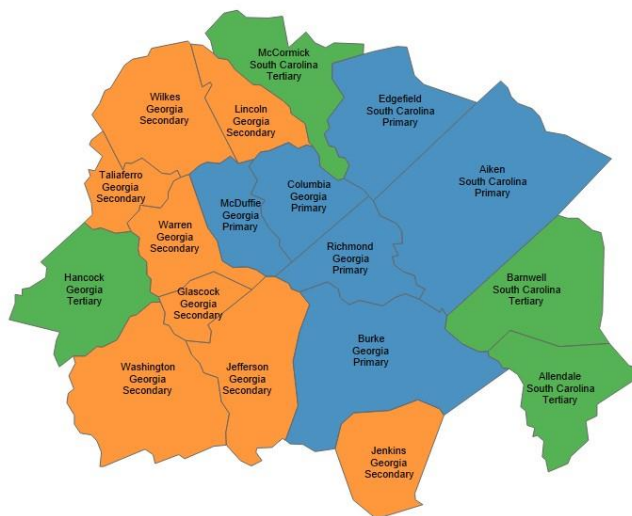 McCormick
South Carolina
Tertiary
Wilkes
Georgia
Secondary
Lincoln
Georgia
Secondary
Edgefield
South Carolina
Primary
Aiken
South Carolina
Primary
Taliaferro
Georgia
Secondary
McDuffie
Georgia
Primary
Columbia
Georgia
Primary
Warren
Georgia
Secondary
Richmond
Georgia
Primary
Hancock
Georgia
Tertiary
Barnwell
South Carolina
Tertiary
Glascock
Georgia
Secondary
Burke
Georgia
Primary
Washington
Georgia
Secondary
Jefferson
Georgia
Secondary
Allendale
South Carolina
Tertiary
Jenkins
Georgia
Secondary